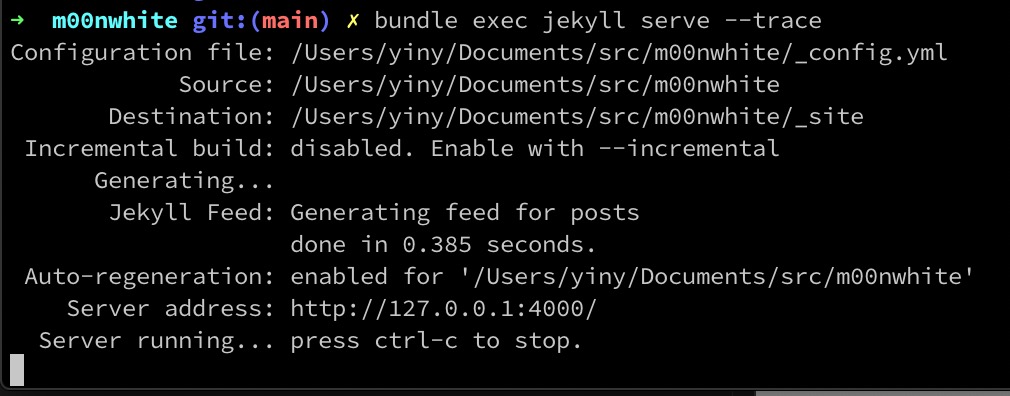 ➜  m00nwhite git:(main) ✗ bundle exec jekyll serve --trace
Configuration file: /Users/yiny/Documents/src/m00nwhite/_config.yml
            Source: /Users/yiny/Documents/src/m00nwhite
       Destination: /Users/yiny/Documents/src/m00nwhite/_site
 Incremental build: disabled. Enable with --incremental
      Generating...
       Jekyll Feed: Generating feed for posts
                    done in 0.385 seconds.
 Auto-regeneration: enabled for '/Users/yiny/Documents/src/m00nwhite'
    Server address: http://127.0.0.1:4000/
  Server running... press ctrl-c to stop.